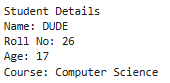 Student Details
Name: DUDE
Roll No: 26
Age: 17
Course: Computer Science